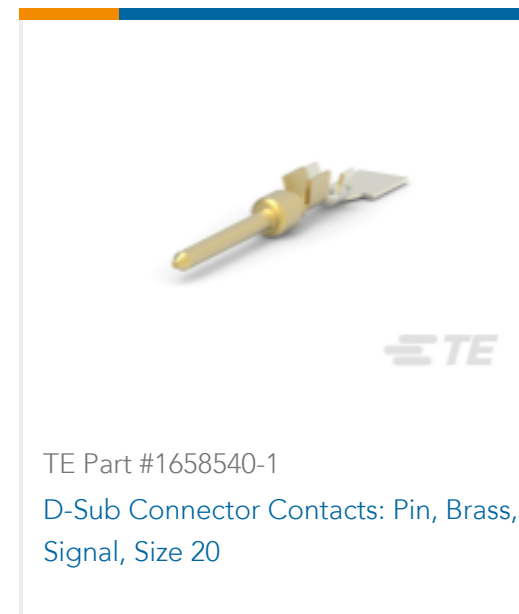 TE
TE Part #1658540-1
D-Sub Connector Contacts: Pin, Brass,
Signal, Size 20